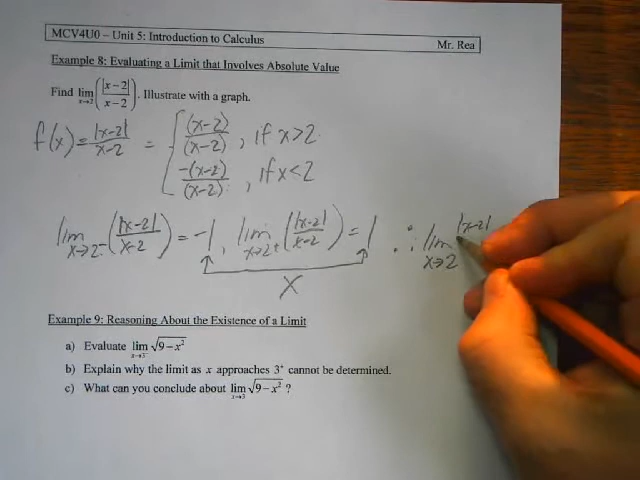 MCV4U0 – Unit 5: Introduction to Calculus Mr. Rea
Example 8: Evaluating a Limit that Involves Absolute Value
Find lim x→2 (|x−2| / x−2). Illustrate with a graph.
f(x) = |x−2| / x−2 = { (x−2) / (x−2) , if x>2
−(x−2) / (x−2) , if x<2
lim x→2⁻ (|x−2| / x−2) = −1, lim x→2⁺ (|x−2| / x−2) = 1 ∴ lim x→2 |x−2|
X
Example 9: Reasoning About the Existence of a Limit
a) Evaluate lim x→3⁻ √9−x²
b) Explain why the limit as x approaches 3⁺ cannot be determined.
c) What can you conclude about lim x→3 √9−x² ?